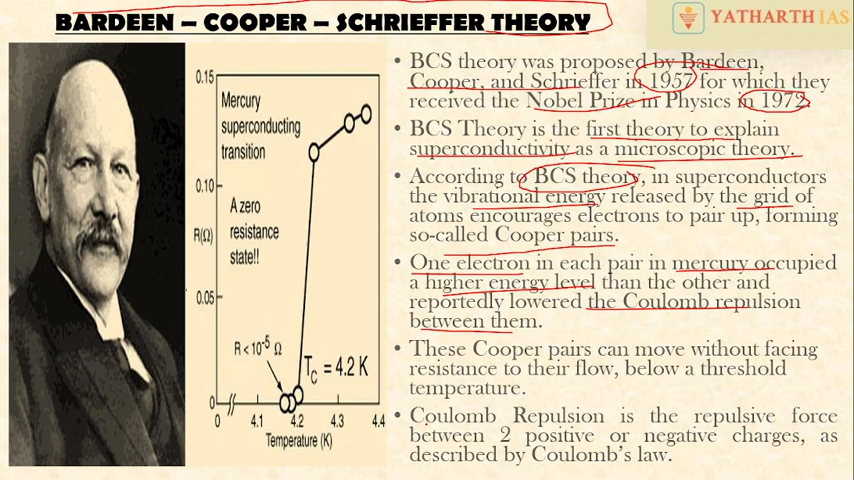 BARDEEN – COOPER – SCHRIEFFER THEORY
YATHARTH IAS
0.15
Mercury
superconducting
transition
0.10
A zero
resistance
state!!
R(Ω)
0.05
R < 10⁻⁵ Ω
T_C = 4.2 K
0
0 4.1 4.2 4.3 4.4
Temperature (K)
• BCS theory was proposed by Bardeen,
Cooper, and Schrieffer in 1957 for which they
received the Nobel Prize in Physics in 1972.
• BCS Theory is the first theory to explain
superconductivity as a microscopic theory.
• According to BCS theory, in superconductors
the vibrational energy released by the grid of
atoms encourages electrons to pair up, forming
so-called Cooper pairs.
• One electron in each pair in mercury occupied
a higher energy level than the other and
reportedly lowered the Coulomb repulsion
between them.
• These Cooper pairs can move without facing
resistance to their flow, below a threshold
temperature.
• Coulomb Repulsion is the repulsive force
between 2 positive or negative charges, as
described by Coulomb's law.